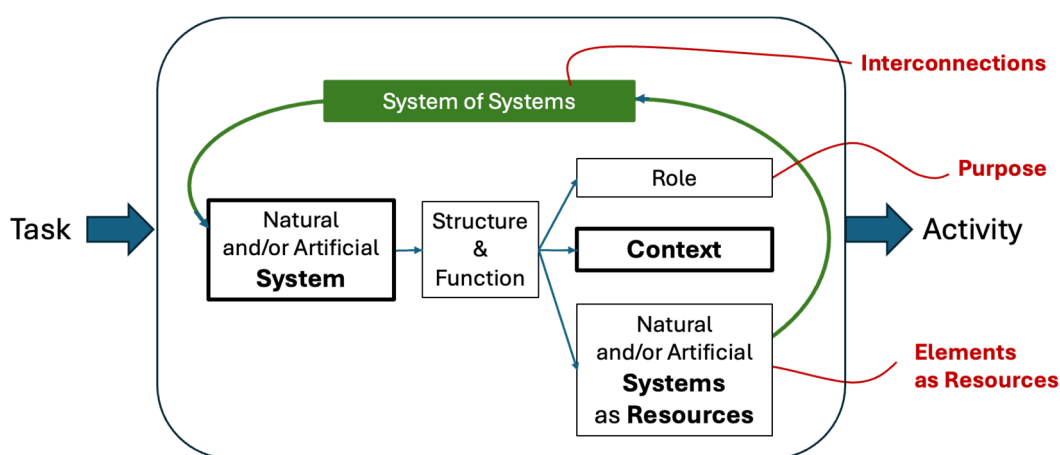 Interconnections
System of Systems
Role
Purpose
Task
Natural
and/or Artificial
System
Structure
&
Function
Context
Activity
Natural
and/or Artificial
Systems
as Resources
Elements
as Resources